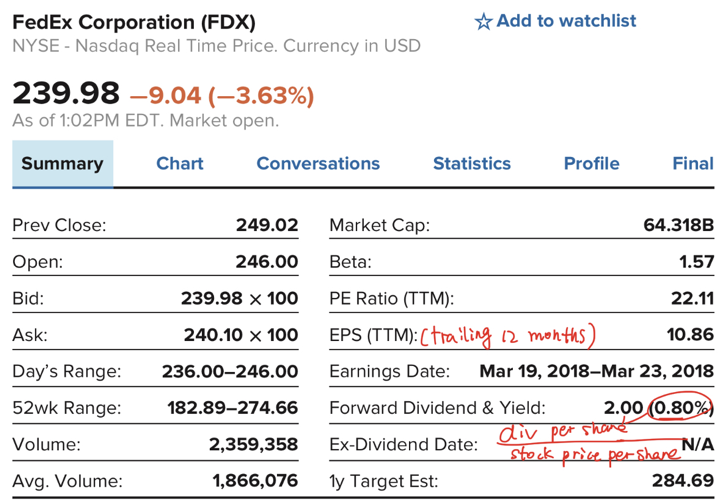 FedEx Corporation (FDX)
☆ Add to watchlist
NYSE - Nasdaq Real Time Price. Currency in USD
239.98 –9.04 (–3.63%)
As of 1:02PM EDT. Market open.
Summary Chart Conversations Statistics Profile Final
Prev Close: 249.02
Open: 246.00
Bid: 239.98 × 100
Ask: 240.10 × 100
Day's Range: 236.00–246.00
52wk Range: 182.89–274.66
Volume: 2,359,358
Avg. Volume: 1,866,076
Market Cap: 64.318B
Beta: 1.57
PE Ratio (TTM): 22.11
EPS (TTM): (trailing 12 months) 10.86
Earnings Date: Mar 19, 2018–Mar 23, 2018
Forward Dividend & Yield: 2.00 (0.80%)
div per share
Ex-Dividend Date: N/A
stock price per share
1y Target Est: 284.69